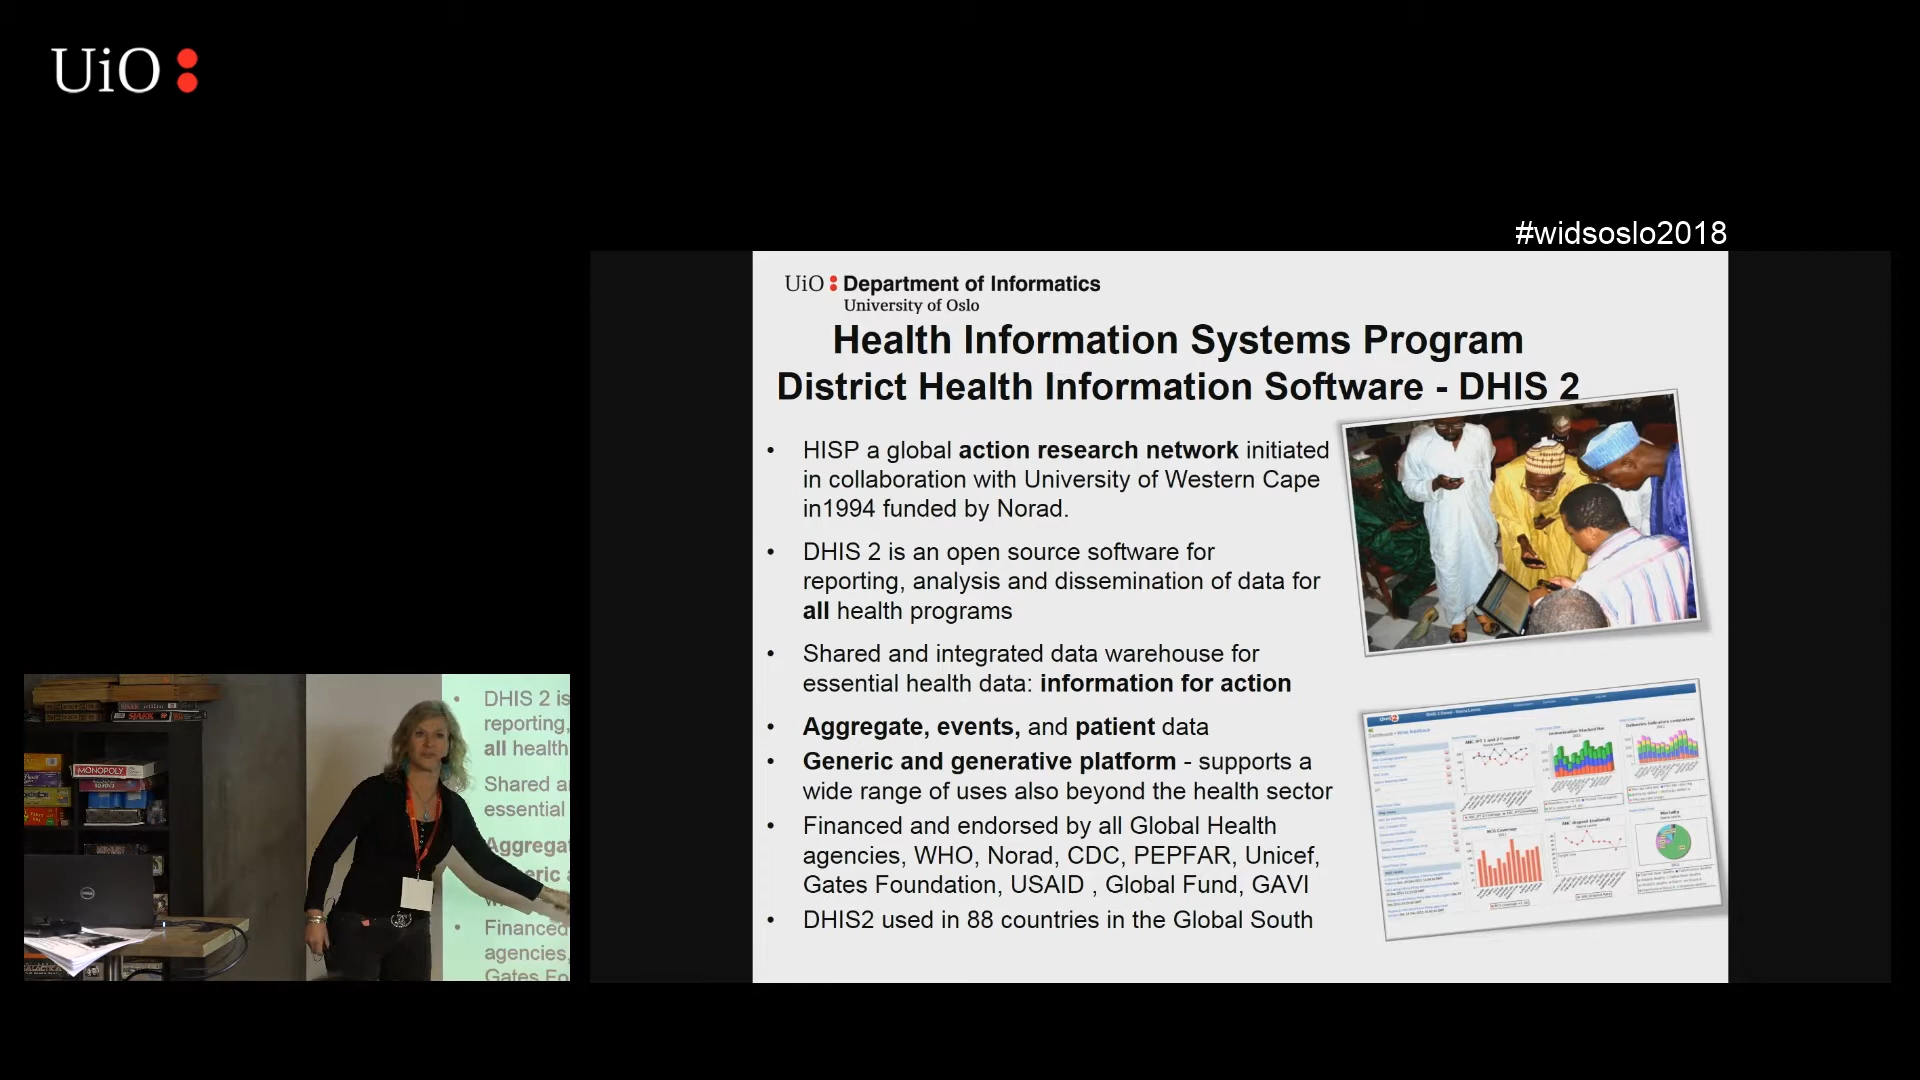 UiO
#widsoslo2018
UiO Department of Informatics
University of Oslo
Health Information Systems Program
District Health Information Software - DHIS 2
• HISP a global action research network initiated
in collaboration with University of Western Cape
in1994 funded by Norad.
• DHIS 2 is an open source software for
reporting, analysis and dissemination of data for
all health programs
• Shared and integrated data warehouse for
essential health data: information for action
• Aggregate, events, and patient data
• Generic and generative platform - supports a
wide range of uses also beyond the health sector
• Financed and endorsed by all Global Health
agencies, WHO, Norad, CDC, PEPFAR, Unicef,
Gates Foundation, USAID , Global Fund, GAVI
• DHIS2 used in 88 countries in the Global South
• DHIS 2 is
reporting,
all health
Shared a
essential
Aggregat
eric a
• Financed
agencies,
Gates Fo
MONOPOLY
DELL